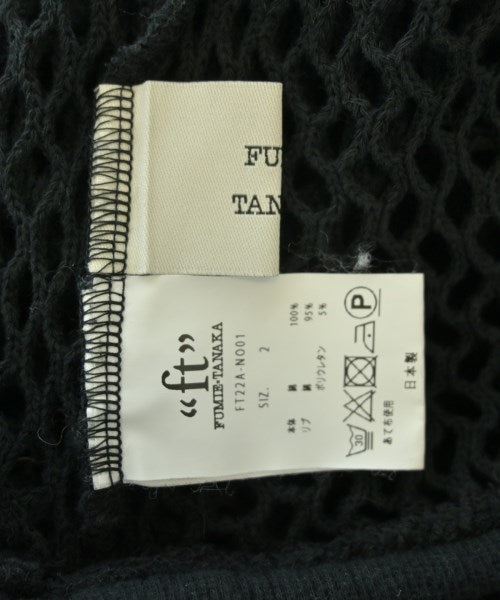 FU
TAN
“ft”
FUMIE=TANAKA
FT22A-N001
SIZ. 2
本体 綿 100%
リブ 綿 95%
ポリウレタン 5%
30
P
あて布使用
日本製